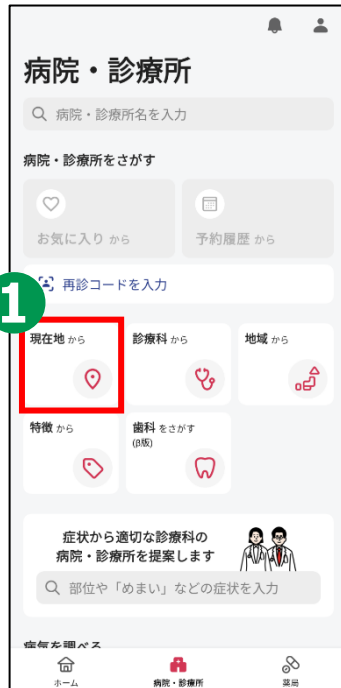 病院・診療所
病院・診療所名を入力
病院・診療所をさがす
お気に入り から
予約履歴 から
再診コードを入力
1
現在地 から
診療科 から
地域 から
特徴 から
歯科 をさがす
(β版)
症状から適切な診療科の
病院・診療所を提案します
部位や「めまい」などの症状を入力
病気を調べる
ホーム
病院・診療所
薬局